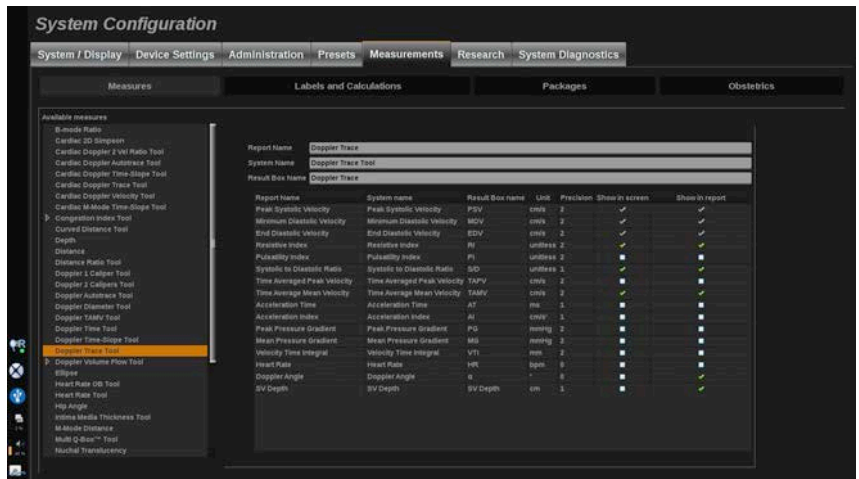 System Configuration
System / Display Device Settings Administration Presets Measurements Research System Diagnostics
Measures Labels and Calculations Packages Obstetrics
Available measures
B-mode Ratio
Cardiac 2D Simpson
Cardiac Doppler 2 Vel Ratio Tool
Cardiac Doppler Autotrace Tool
Cardiac Doppler Time-Slope Tool
Cardiac Doppler Trace Tool
Cardiac Doppler Velocity Tool
Cardiac M-Mode Time-Slope Tool
Congestion Index Tool
Curved Distance Tool
Depth
Distance
Distance Ratio Tool
Doppler 1 Caliper Tool
Doppler 2 Calipers Tool
Doppler Autotrace Tool
Doppler Diameter Tool
Doppler TAMV Tool
Doppler Time Tool
Doppler Time-Slope Tool
Doppler Trace Tool
Doppler Volume Flow Tool
Ellipse
Heart Rate OB Tool
Heart Rate Tool
Hip Angle
Intima Media Thickness Tool
M-Mode Distance
Multi Q-Box™ Tool
Nuchal Translucency
Report Name Doppler Trace
System Name Doppler Trace Tool
Result Box Name Doppler Trace
Report Name System name Result Box name Unit Precision Show in screen Show in report
Peak Systolic Velocity Peak Systolic Velocity PSV cm/s 2
Minimum Diastolic Velocity Minimum Diastolic Velocity MDV cm/s 2
End Diastolic Velocity End Diastolic Velocity EDV cm/s 2
Resistive Index Resistive Index RI unitless 2
Pulsatility Index Pulsatility Index PI unitless 2
Systolic to Diastolic Ratio Systolic to Diastolic Ratio S/D unitless 1
Time Averaged Peak Velocity Time Averaged Peak Velocity TAPV cm/s 2
Time Average Mean Velocity Time Average Mean Velocity TAMV cm/s 2
Acceleration Time Acceleration Time AT ms 1
Acceleration Index Acceleration Index AI cm/s² 1
Peak Pressure Gradient Peak Pressure Gradient PG mmHg 2
Mean Pressure Gradient Mean Pressure Gradient MG mmHg 2
Velocity Time Integral Velocity Time Integral VTI mm 2
Heart Rate Heart Rate HR bpm 0
Doppler Angle Doppler Angle α ° 0
SV Depth SV Depth SV Depth cm 1